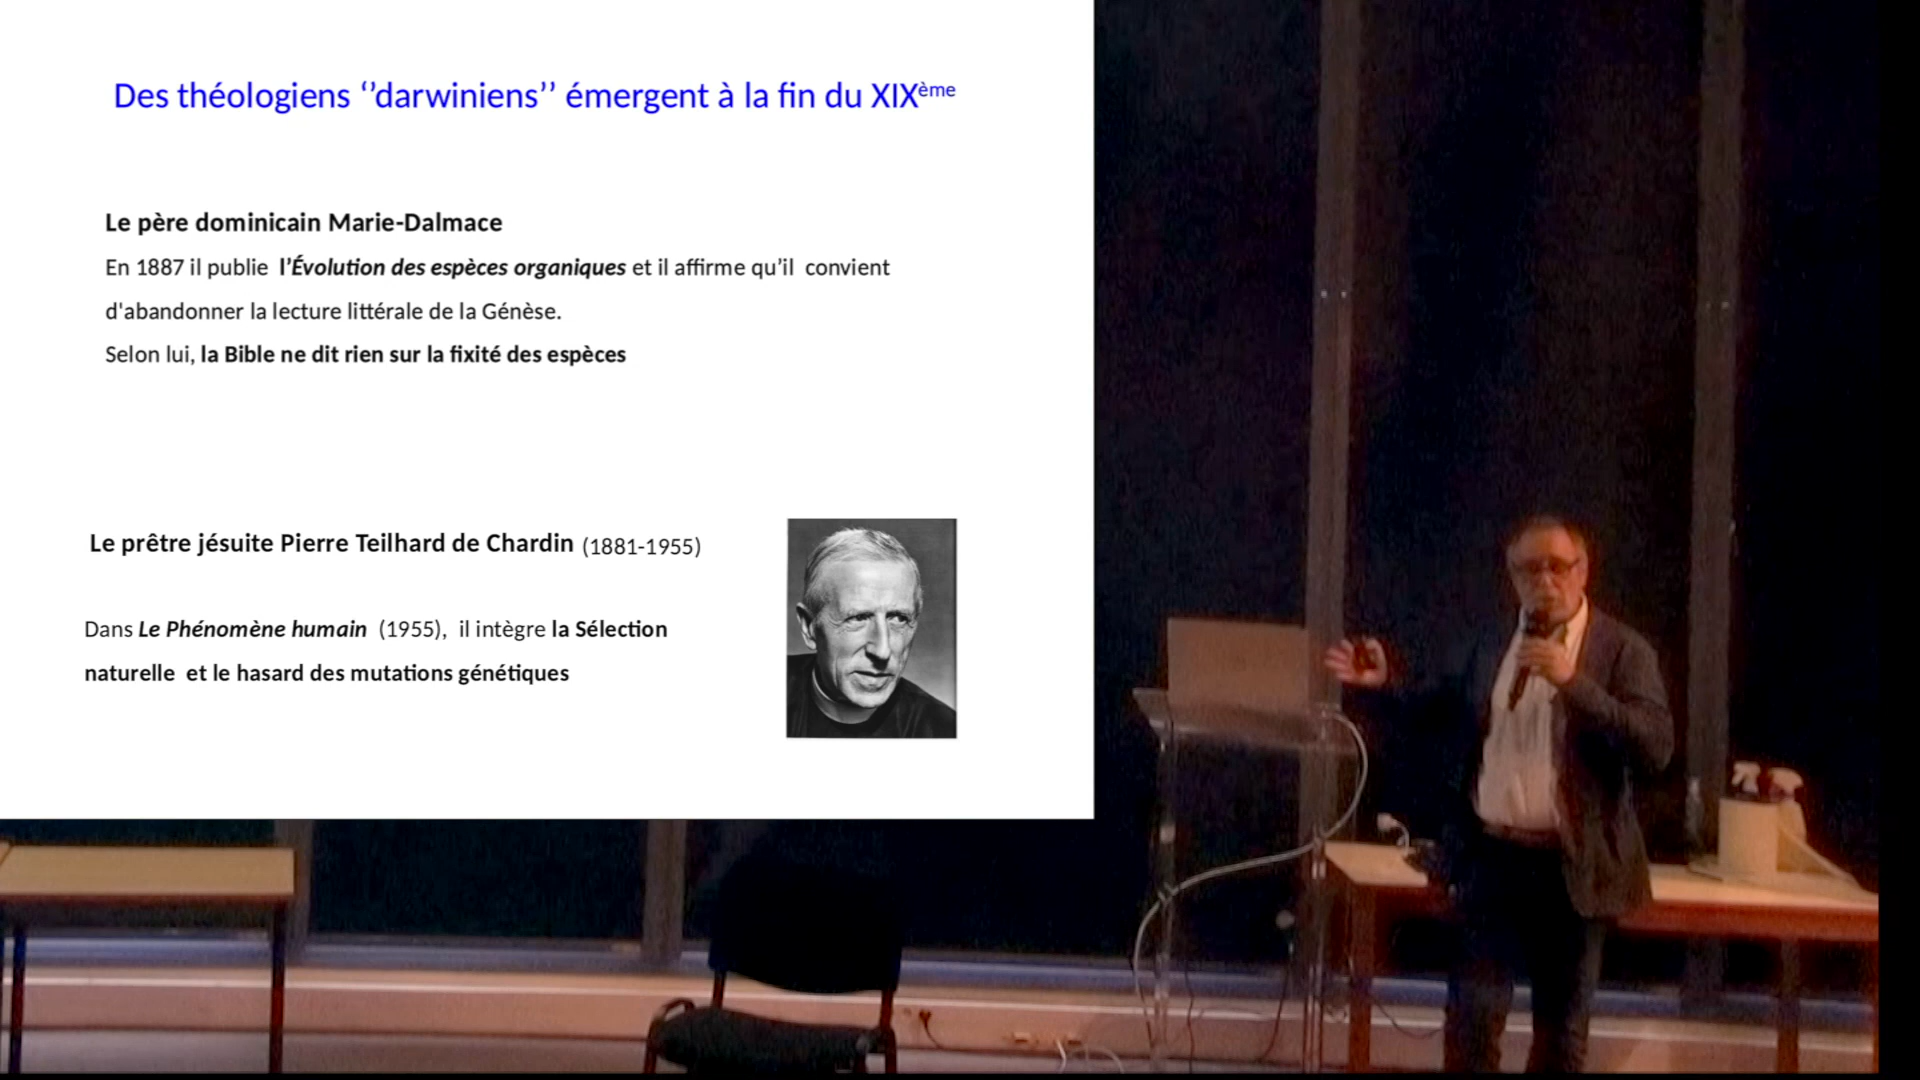 Des théologiens ‘’darwiniens’’ émergent à la fin du XIXème
Le père dominicain Marie-Dalmace
En 1887 il publie l’Évolution des espèces organiques et il affirme qu’il convient
d'abandonner la lecture littérale de la Génèse.
Selon lui, la Bible ne dit rien sur la fixité des espèces
Le prêtre jésuite Pierre Teilhard de Chardin (1881-1955)
Dans Le Phénomène humain (1955), il intègre la Sélection
naturelle et le hasard des mutations génétiques